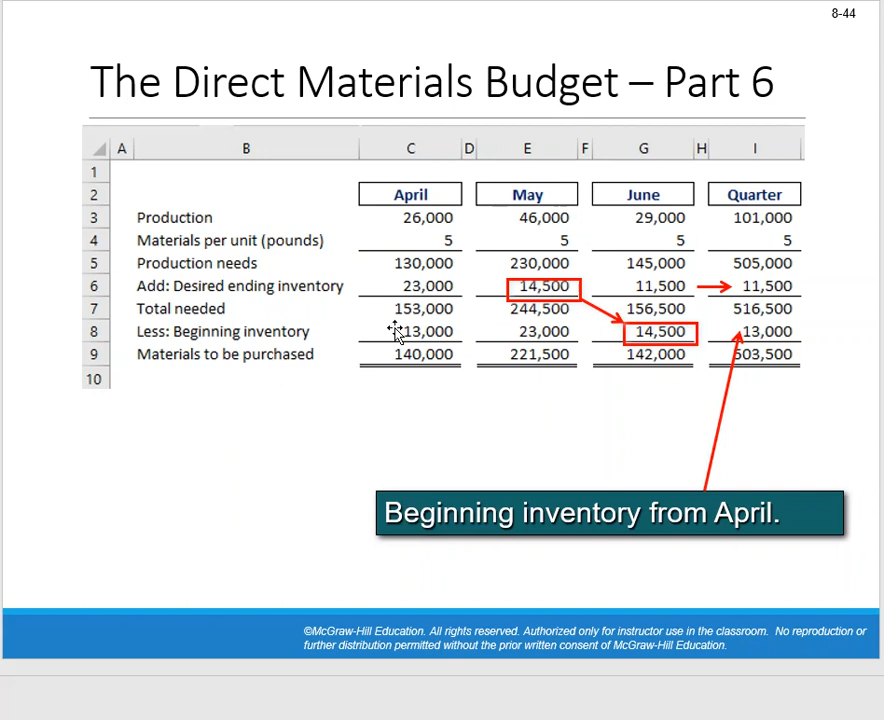 8-44
The Direct Materials Budget – Part 6
A B C D E F G H I
1
2 April May June Quarter
3 Production 26,000 46,000 29,000 101,000
4 Materials per unit (pounds) 5 5 5 5
5 Production needs 130,000 230,000 145,000 505,000
6 Add: Desired ending inventory 23,000 14,500 11,500 11,500
7 Total needed 153,000 244,500 156,500 516,500
8 Less: Beginning inventory 13,000 23,000 14,500 13,000
9 Materials to be purchased 140,000 221,500 142,000 503,500
10
Beginning inventory from April.
©McGraw-Hill Education. All rights reserved. Authorized only for instructor use in the classroom. No reproduction or
further distribution permitted without the prior written consent of McGraw-Hill Education.